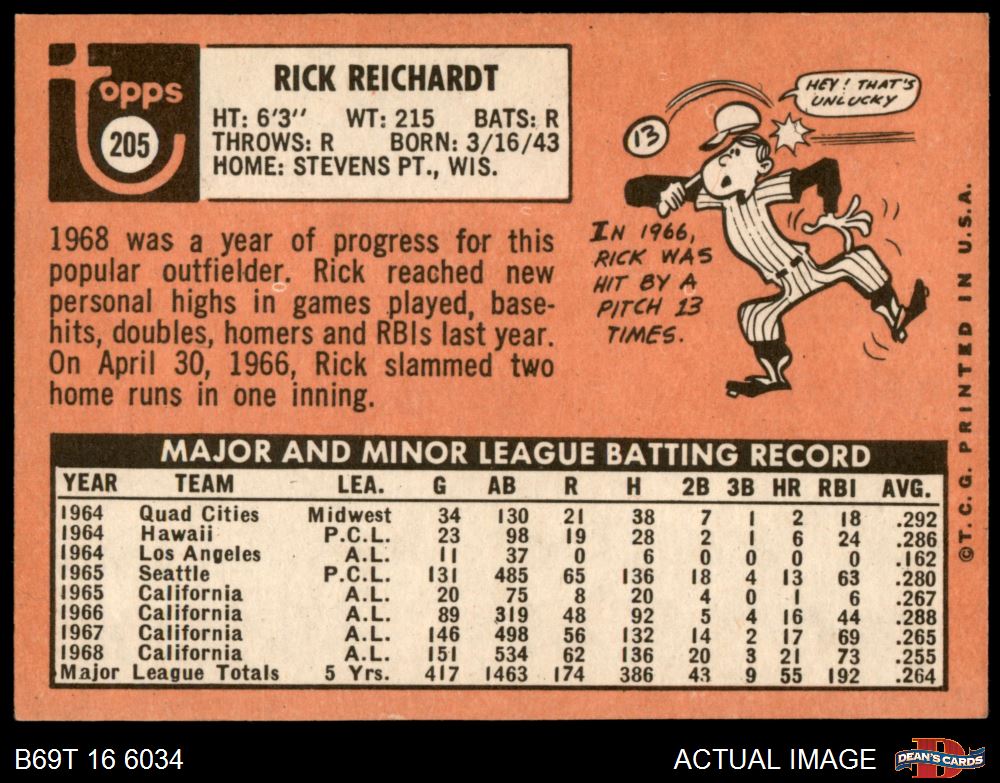 topps
205
RICK REICHARDT
HT: 6'3" WT: 215 BATS: R
THROWS: R BORN: 3/16/43
HOME: STEVENS PT., WIS.
HEY! THAT'S
UNLUCKY
13
IN 1966,
RICK WAS
HIT BY A
PITCH 13
TIMES.
1968 was a year of progress for this
popular outfielder. Rick reached new
personal highs in games played, base-
hits, doubles, homers and RBIs last year.
On April 30, 1966, Rick slammed two
home runs in one inning.
MAJOR AND MINOR LEAGUE BATTING RECORD
YEAR TEAM LEA. G AB R H 2B 3B HR RBI AVG.
1964 Quad Cities Midwest 34 130 21 38 7 1 2 18 .292
1964 Hawaii P.C.L. 23 98 19 28 2 1 6 24 .286
1964 Los Angeles A.L. 11 37 0 6 0 0 0 0 .162
1965 Seattle P.C.L. 131 485 65 136 18 4 13 63 .280
1965 California A.L. 20 75 8 20 4 0 1 6 .267
1966 California A.L. 89 319 48 92 5 4 16 44 .288
1967 California A.L. 146 498 56 132 14 2 17 69 .265
1968 California A.L. 151 534 62 136 20 3 21 73 .255
Major League Totals 5 Yrs. 417 1463 174 386 43 9 55 192 .264
©T.C.G. PRINTED IN U.S.A.
B69T 16 6034
ACTUAL IMAGE
D
DEAN'S CARDS